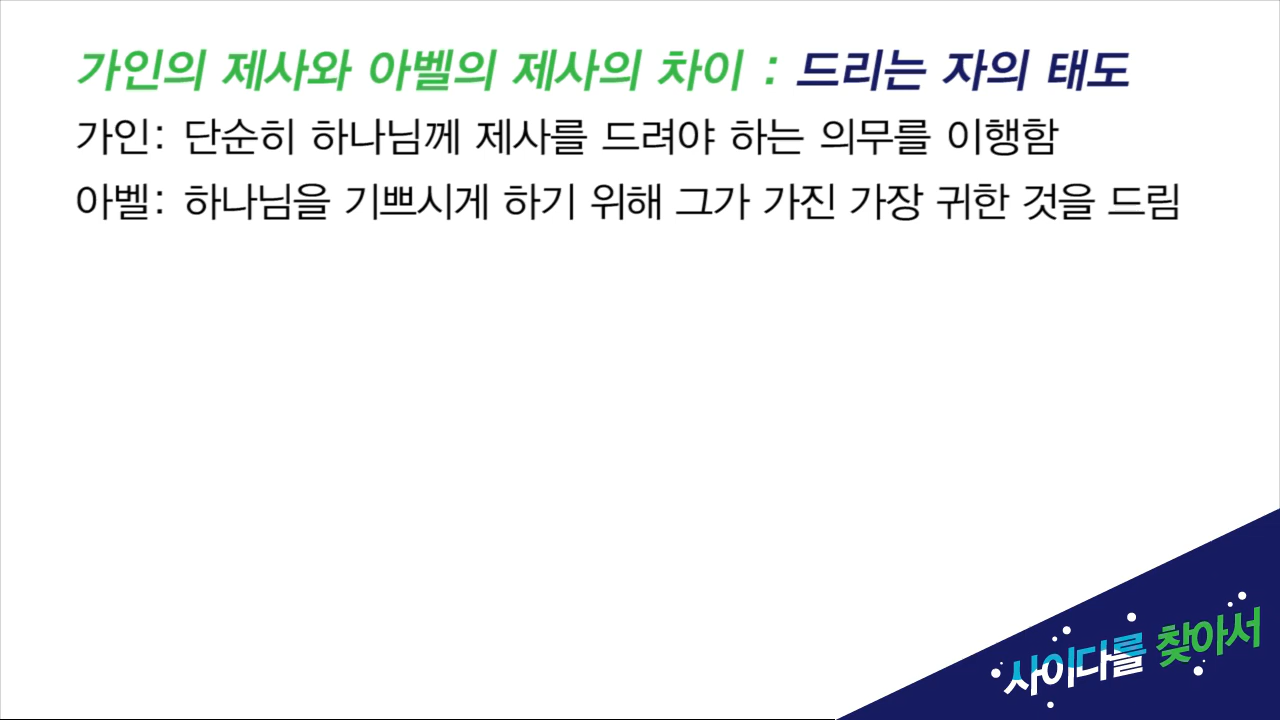 가인의 제사와 아벨의 제사의 차이 : 드리는 자의 태도
가인: 단순히 하나님께 제사를 드려야 하는 의무를 이행함
아벨: 하나님을 기쁘시게 하기 위해 그가 가진 가장 귀한 것을 드림
사이다를 찾아서